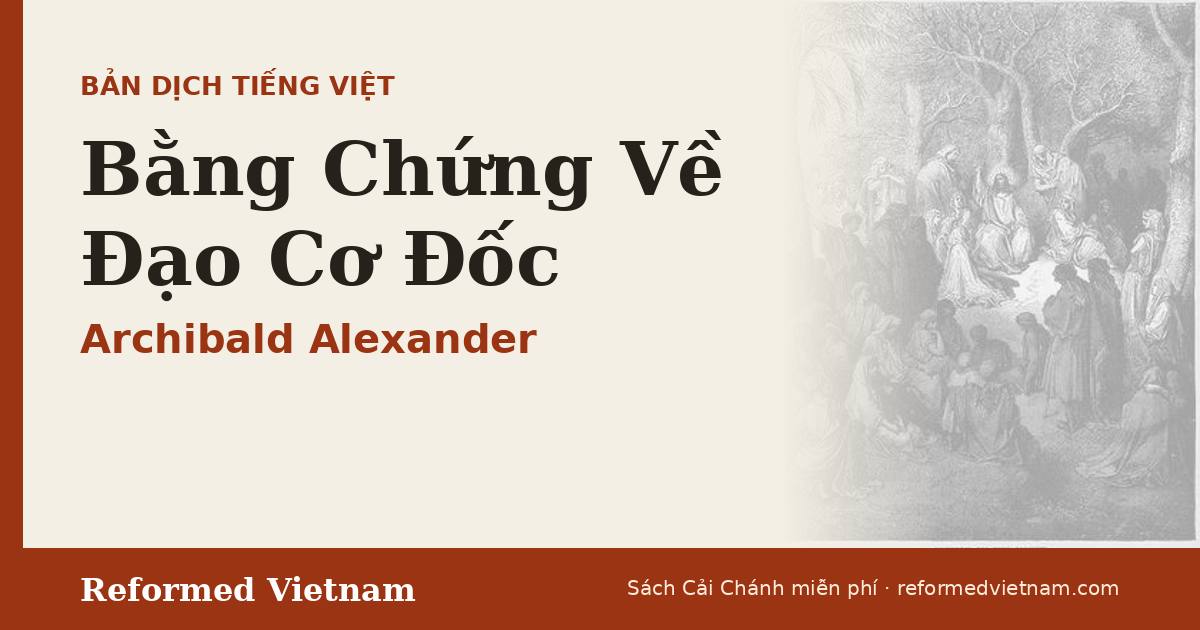 BẢN DỊCH TIẾNG VIỆT
Bằng Chứng Về
Đạo Cơ Đốc
Archibald Alexander
Reformed Vietnam
Sách Cải Chánh miễn phí · reformedvietnam.com